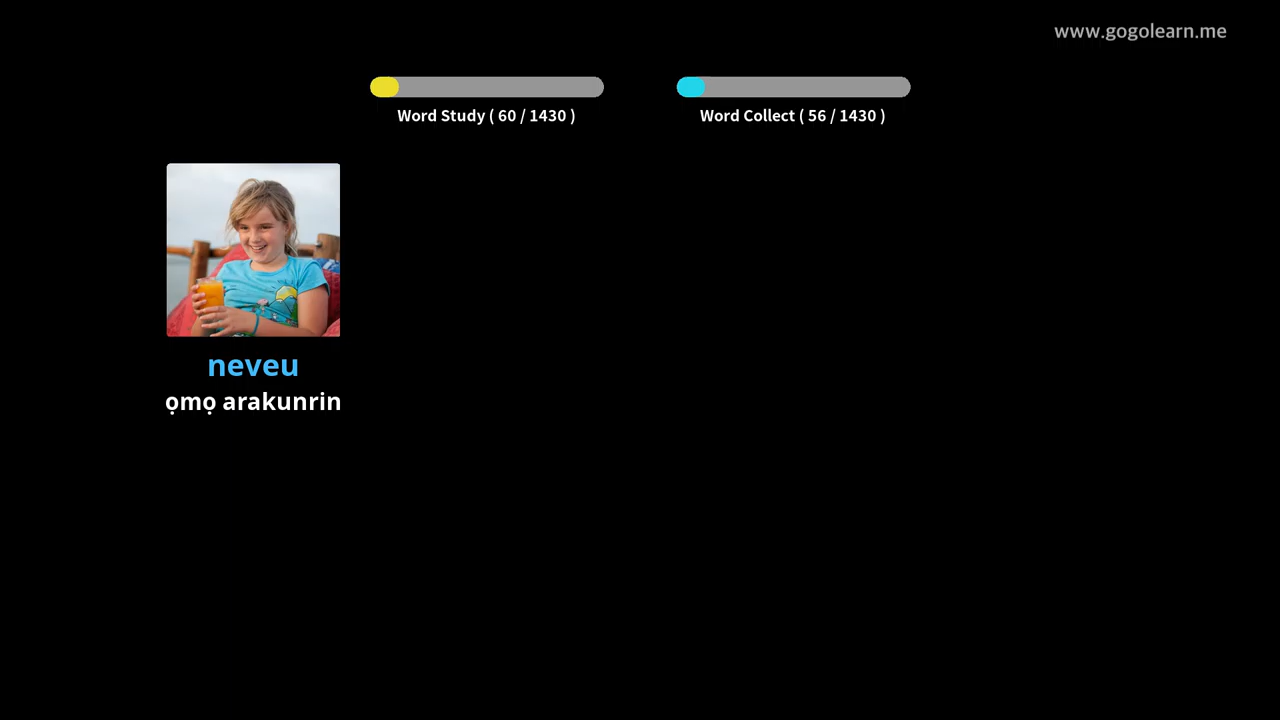 www.gogolearn.me
Word Study ( 60 / 1430 )
Word Collect ( 56 / 1430 )
neveu
ọmọ arakunrin